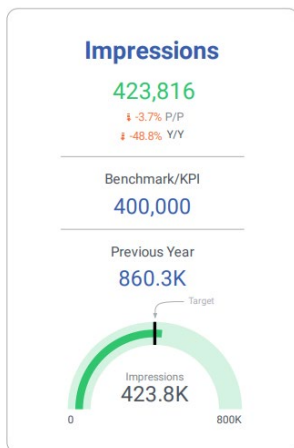 Impressions
423,816
⬇ -3.7% P/P
⬇ -48.8% Y/Y
Benchmark/KPI
400,000
Previous Year
860.3K
Target
Impressions
423.8K
0 800K